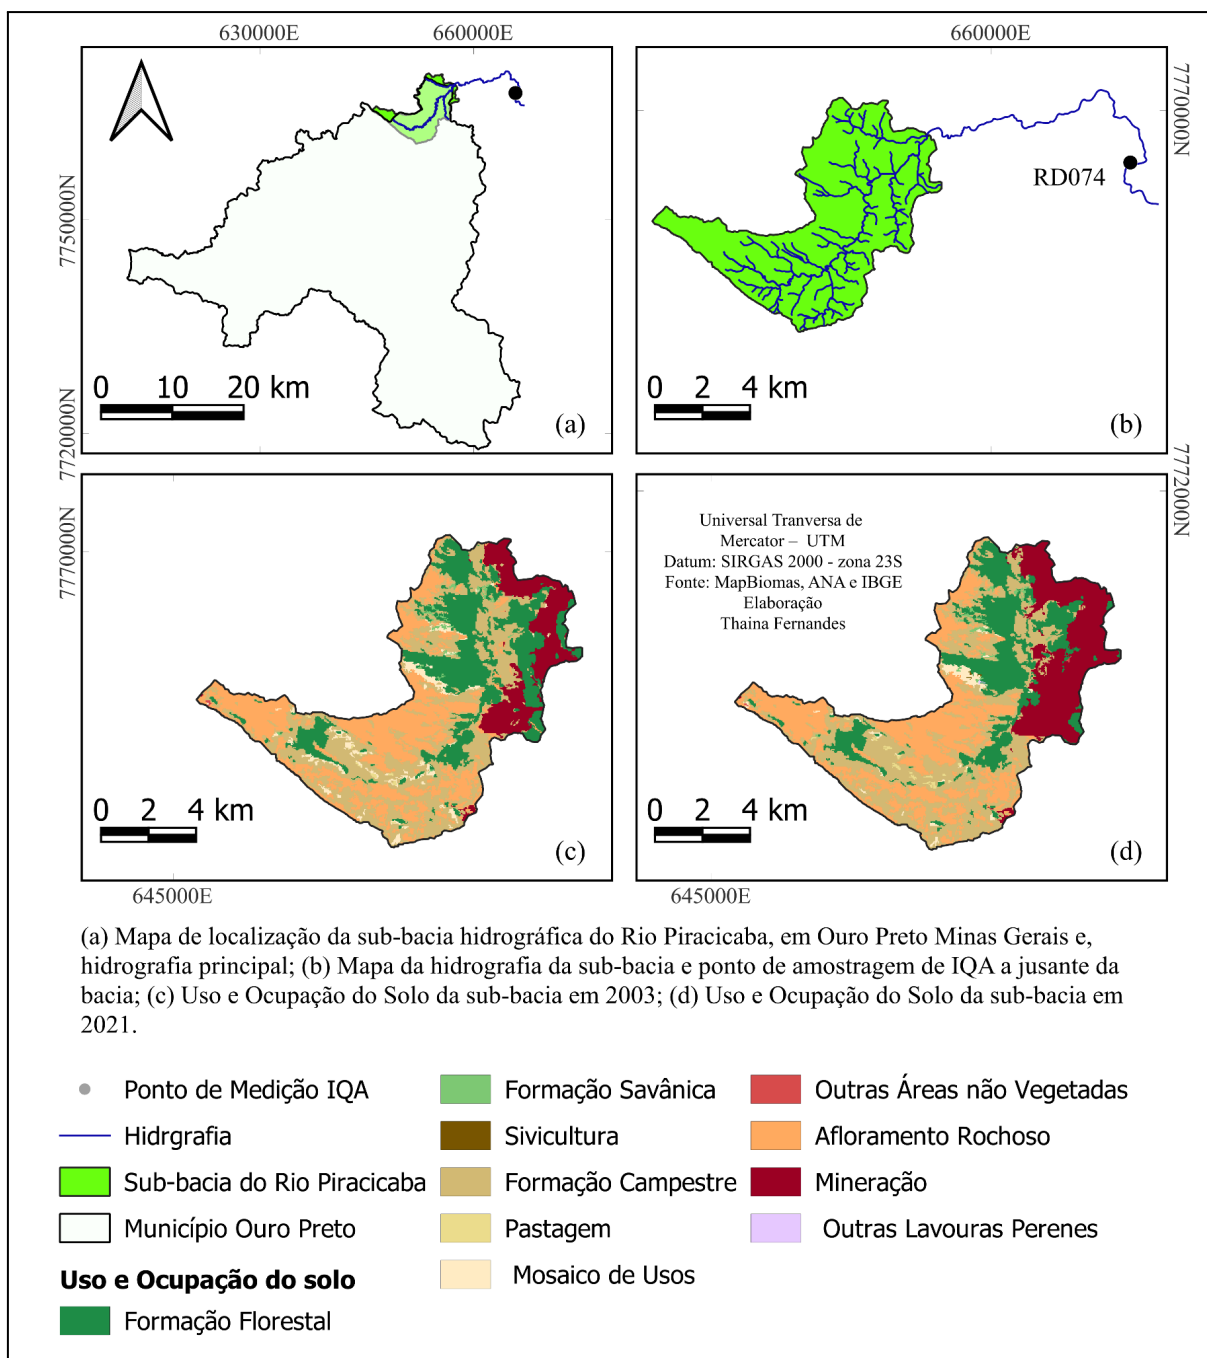 630000E
660000E
7750000N
7720000N
0 10 20 km
(a)
660000E
7770000N
RD074
0 2 4 km
(b)
7770000N
0 2 4 km
(c)
645000E
Universal Tranversa de
Mercator – UTM
Datum: SIRGAS 2000 - zona 23S
Fonte: MapBiomas, ANA e IBGE
Elaboração
Thaina Fernandes
7772000N
0 2 4 km
(d)
645000E
(a) Mapa de localização da sub-bacia hidrográfica do Rio Piracicaba, em Ouro Preto Minas Gerais e,
hidrografia principal; (b) Mapa da hidrografia da sub-bacia e ponto de amostragem de IQA a jusante da
bacia; (c) Uso e Ocupação do Solo da sub-bacia em 2003; (d) Uso e Ocupação do Solo da sub-bacia em
2021.
Ponto de Medição IQA
Hidrgrafia
Sub-bacia do Rio Piracicaba
Município Ouro Preto
Uso e Ocupação do solo
Formação Florestal
Formação Savânica
Sivicultura
Formação Campestre
Pastagem
Mosaico de Usos
Outras Áreas não Vegetadas
Afloramento Rochoso
Mineração
Outras Lavouras Perenes